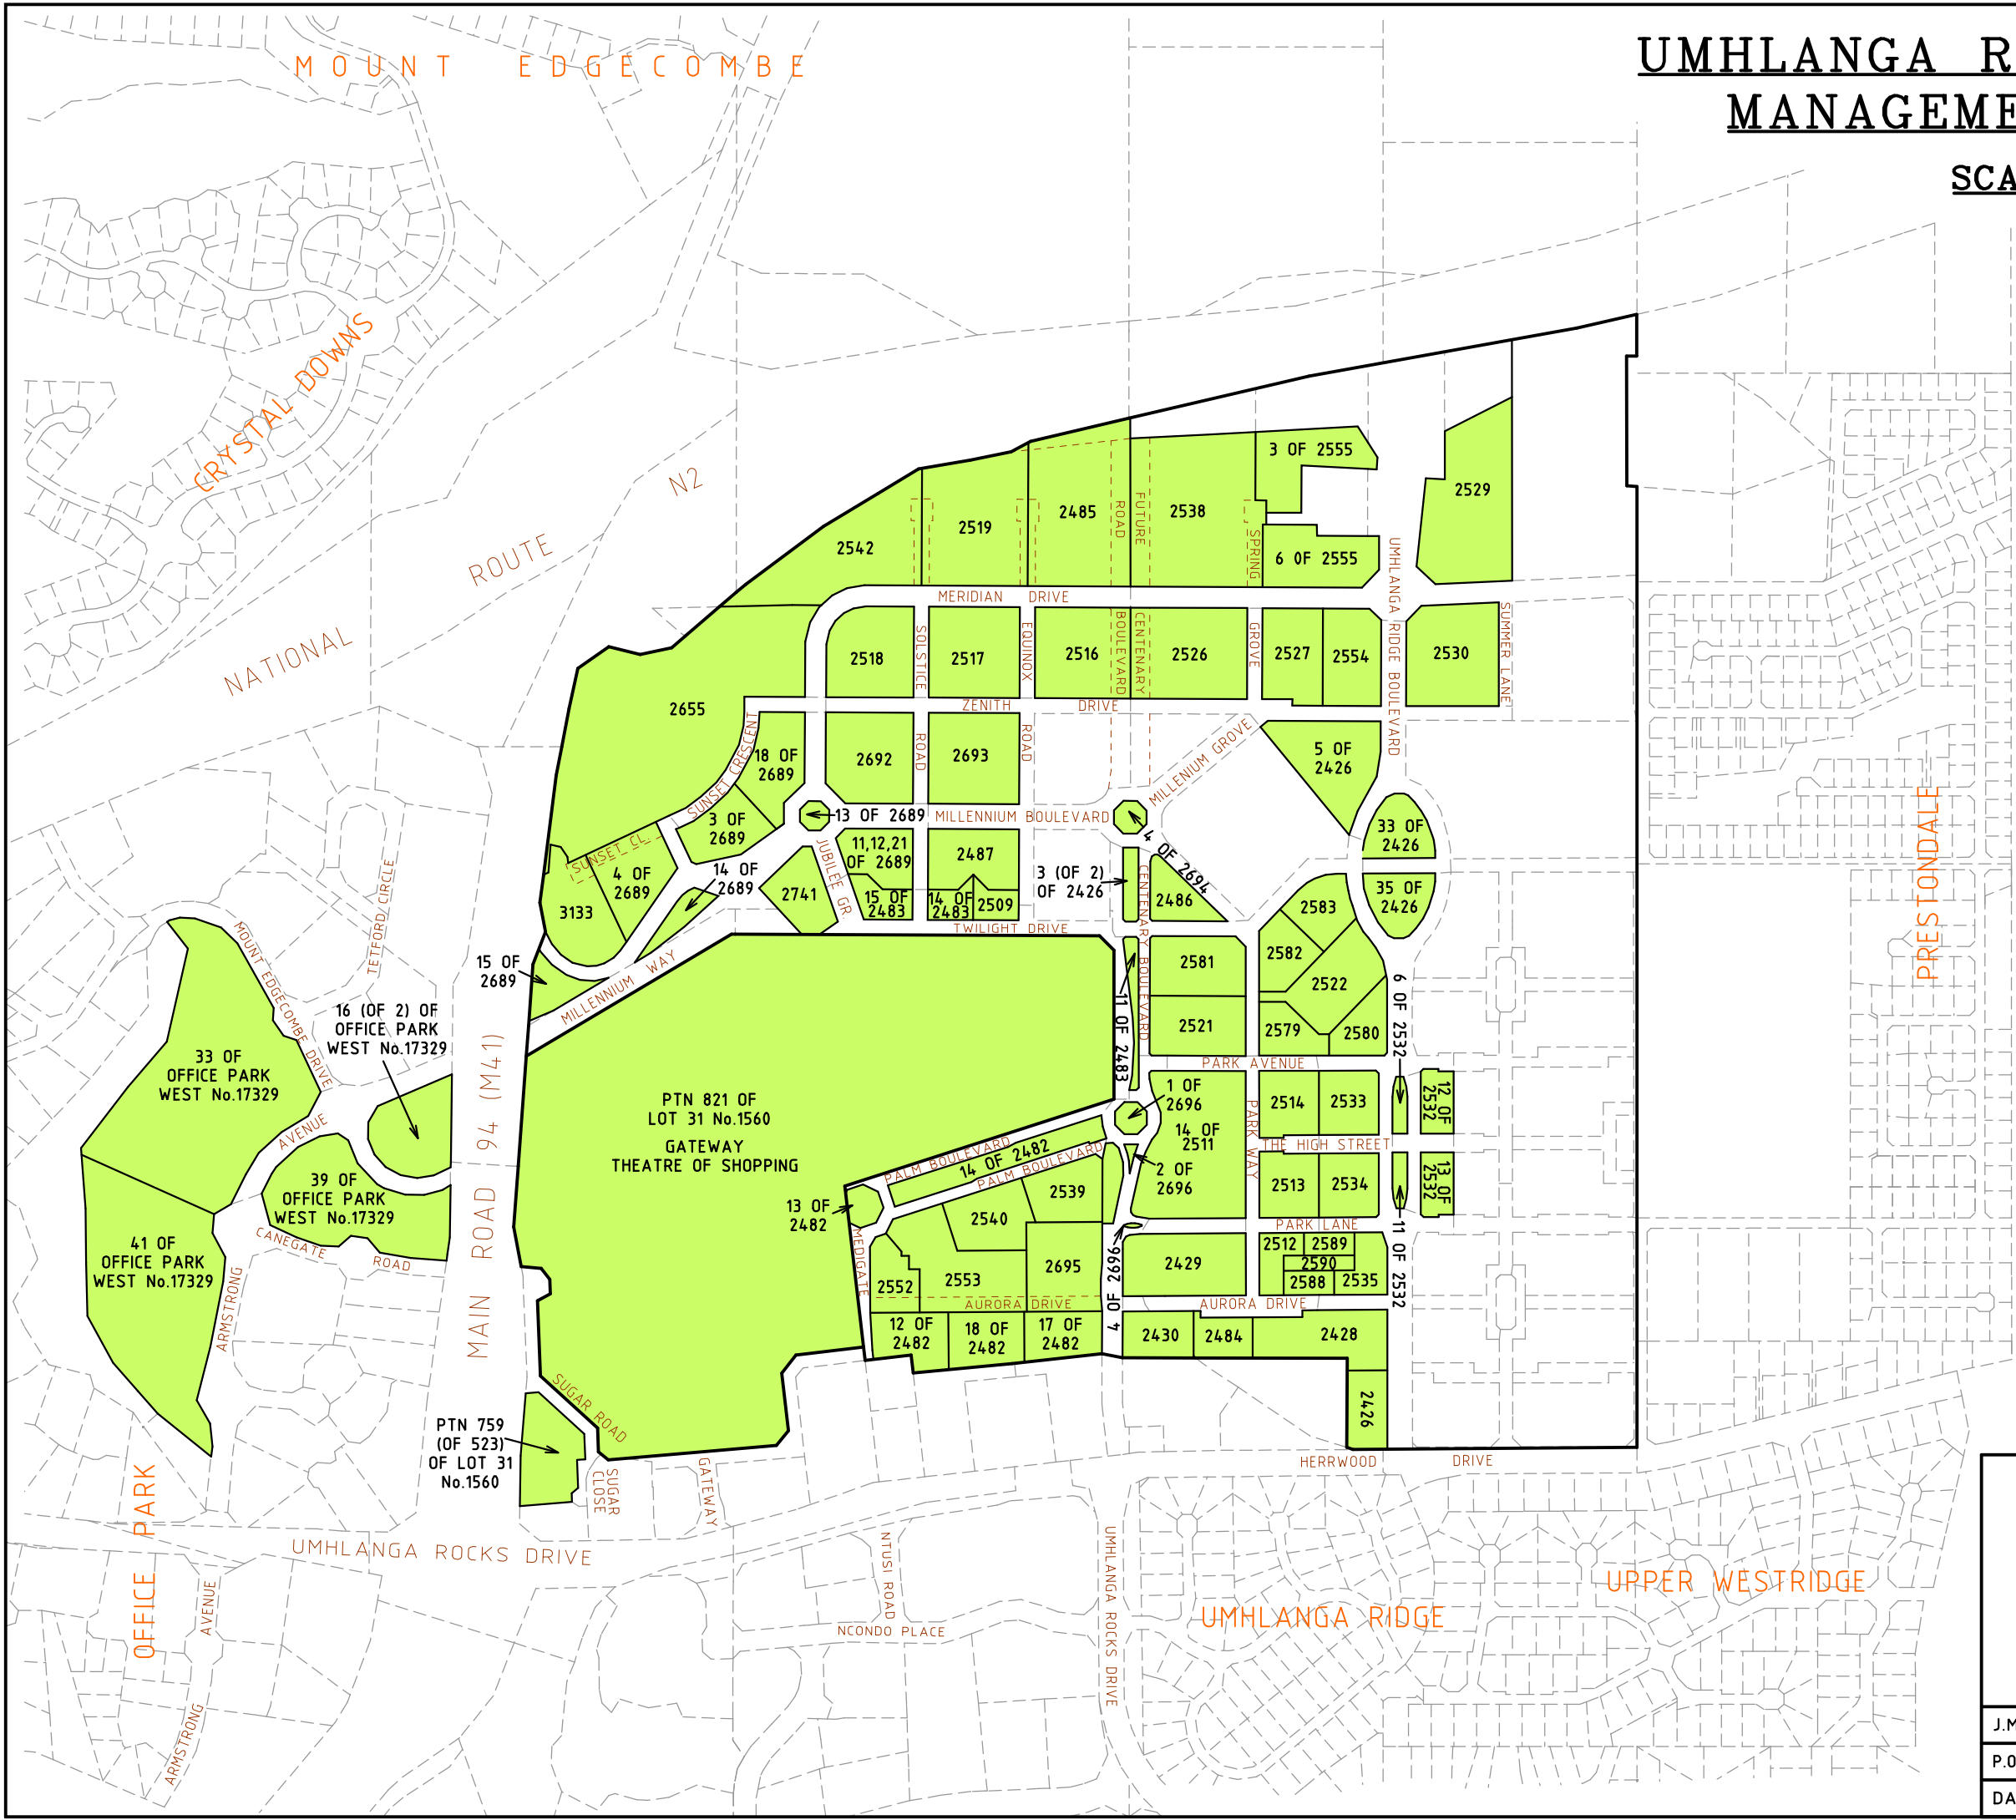 UMHLANGA R
MANAGEME
SCA
MOUNT EDGECOMBE
CRYSTAL DOWNS
NATIONAL ROUTE N2
3 OF 2555
2529
2485
2538
2519
2542
6 OF 2555
FUTURE
ROAD
SPRING
UMHLANGA RIDGE BOULEVARD
MERIDIAN DRIVE
2518
2517
2516
2526
2527
2554
2530
SOLSTICE
EQUINOX
BOULEVARD
CENTENARY
GROVE
SUMMER LANE
2655
ZENITH DRIVE
SUNSET CRESCENT
18 OF
2689
2692
ROAD
2693
ROAD
MILLENIUM GROVE
5 OF
2426
PRESTONDALE
13 OF 2689
MILLENNIUM BOULEVARD
3 OF
2689
4 OF 2694
33 OF
2426
SUNSET CL.
4 OF
2689
14 OF
2689
2741
JUBILEE GR
11,12,21
OF 2689
2487
15 OF
2483
14 OF
2483
2509
3 (OF 2)
OF 2426
CENTENARY BOULEVARD
2486
35 OF
2426
3133
2583
TWILIGHT DRIVE
2582
2581
2522
15 OF
2689
MILLENNIUM WAY
TETFORD CIRCLE
MOUNT EDGECOMBE DRIVE
16 (OF 2) OF
OFFICE PARK
WEST No.17329
11 OF 2483
2521
2579
2580
6 OF 2532
33 OF
OFFICE PARK
WEST No.17329
MAIN ROAD 94 (M41)
PARK AVENUE
PTN 821 OF
LOT 31 No.1560
GATEWAY
THEATRE OF SHOPPING
1 OF
2696
14 OF
2511
2 OF
2696
PARK WAY
2514
2533
12 OF
2532
THE HIGH STREET
AVENUE
PALM BOULEVARD
14 OF 2482
PALM BOULEVARD
39 OF
OFFICE PARK
WEST No.17329
13 OF
2482
2539
2540
2513
2534
13 OF
2532
PARK LANE
41 OF
OFFICE PARK
WEST No.17329
CANEGATE ROAD
ARMSTRONG
MEDIGATE
2552
2553
2695
4 OF 2696
2429
2512
2589
2590
2588
2535
11 OF 2532
AURORA DRIVE
AURORA DRIVE
12 OF
2482
18 OF
2482
17 OF
2482
2430
2484
2428
2426
SUGAR ROAD
PTN 759
(OF 523)
OF LOT 31
No.1560
SUGAR
CLOSE
GATEWAY
HERRWOOD DRIVE
OFFICE PARK
UMHLANGA ROCKS DRIVE
NTUSI ROAD
UMHLANGA ROCKS DRIVE
NCONDO PLACE
UMHLANGA RIDGE
UPPER WESTRIDGE
AVENUE
ARMSTRONG
J.M
P.O
DA